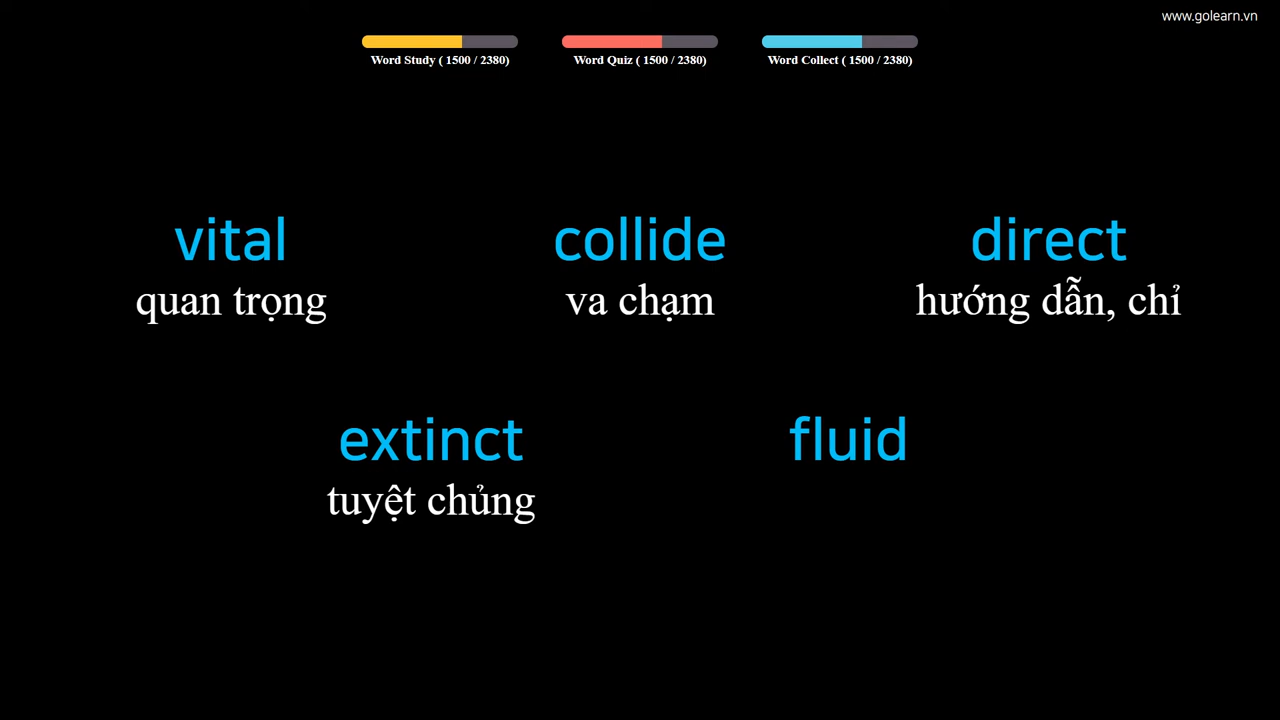 www.golearn.vn
Word Study ( 1500 / 2380)
Word Quiz ( 1500 / 2380)
Word Collect ( 1500 / 2380)
vital
quan trọng
collide
va chạm
direct
hướng dẫn, chỉ
extinct
tuyệt chủng
fluid